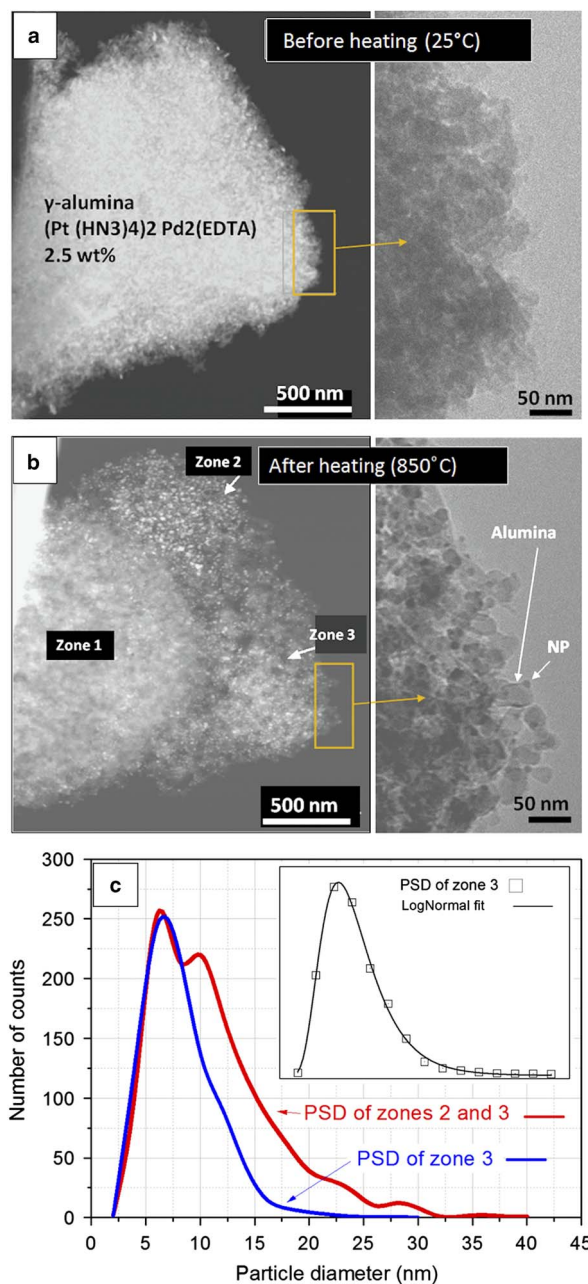 a
Before heating (25°C)
γ-alumina
(Pt (HN3)4)2 Pd2(EDTA)
2.5 wt%
500 nm
50 nm
b
After heating (850°C)
Zone 2
Alumina
Zone 1
Zone 3
NP
500 nm
50 nm
c
Number of counts
300
250
200
150
100
50
0
PSD of zone 3
LogNormal fit
PSD of zones 2 and 3
PSD of zone 3
0 5 10 15 20 25 30 35 40 45
Particle diameter (nm)